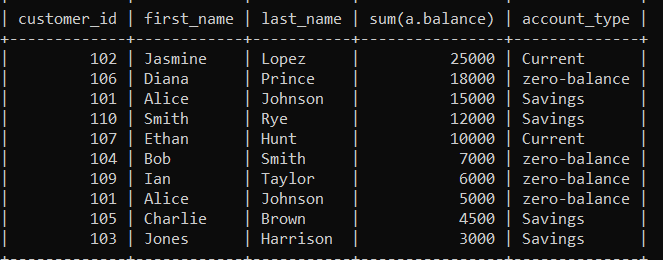 | customer_id | first_name | last_name | sum(a.balance) | account_type |
+-------------+------------+-----------+----------------+--------------+
| 102 | Jasmine | Lopez | 25000 | Current |
| 106 | Diana | Prince | 18000 | zero-balance |
| 101 | Alice | Johnson | 15000 | Savings |
| 110 | Smith | Rye | 12000 | Savings |
| 107 | Ethan | Hunt | 10000 | Current |
| 104 | Bob | Smith | 7000 | zero-balance |
| 109 | Ian | Taylor | 6000 | zero-balance |
| 101 | Alice | Johnson | 5000 | zero-balance |
| 105 | Charlie | Brown | 4500 | Savings |
| 103 | Jones | Harrison | 3000 | Savings |
+-------------+------------+-----------+----------------+--------------+